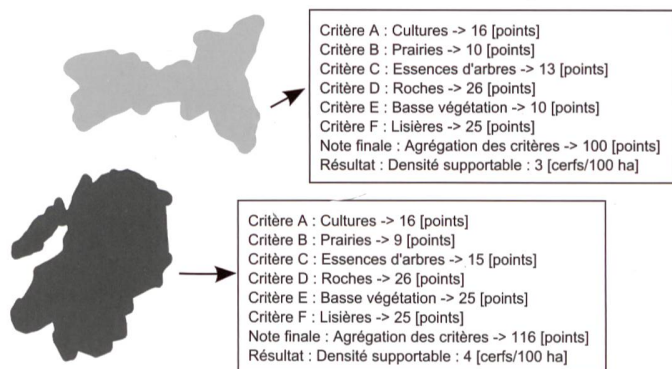 Critère A : Cultures -> 16 [points]
Critère B : Prairies -> 10 [points]
Critère C : Essences d'arbres -> 13 [points]
Critère D : Roches -> 26 [points]
Critère E : Basse végétation -> 10 [points]
Critère F : Lisières -> 25 [points]
Note finale : Agrégation des critères -> 100 [points]
Résultat : Densité supportable : 3 [cerfs/100 ha]
Critère A : Cultures -> 16 [points]
Critère B : Prairies -> 9 [points]
Critère C : Essences d'arbres -> 15 [points]
Critère D : Roches -> 26 [points]
Critère E : Basse végétation -> 25 [points]
Critère F : Lisières -> 25 [points]
Note finale : Agrégation des critères -> 116 [points]
Résultat : Densité supportable : 4 [cerfs/100 ha]